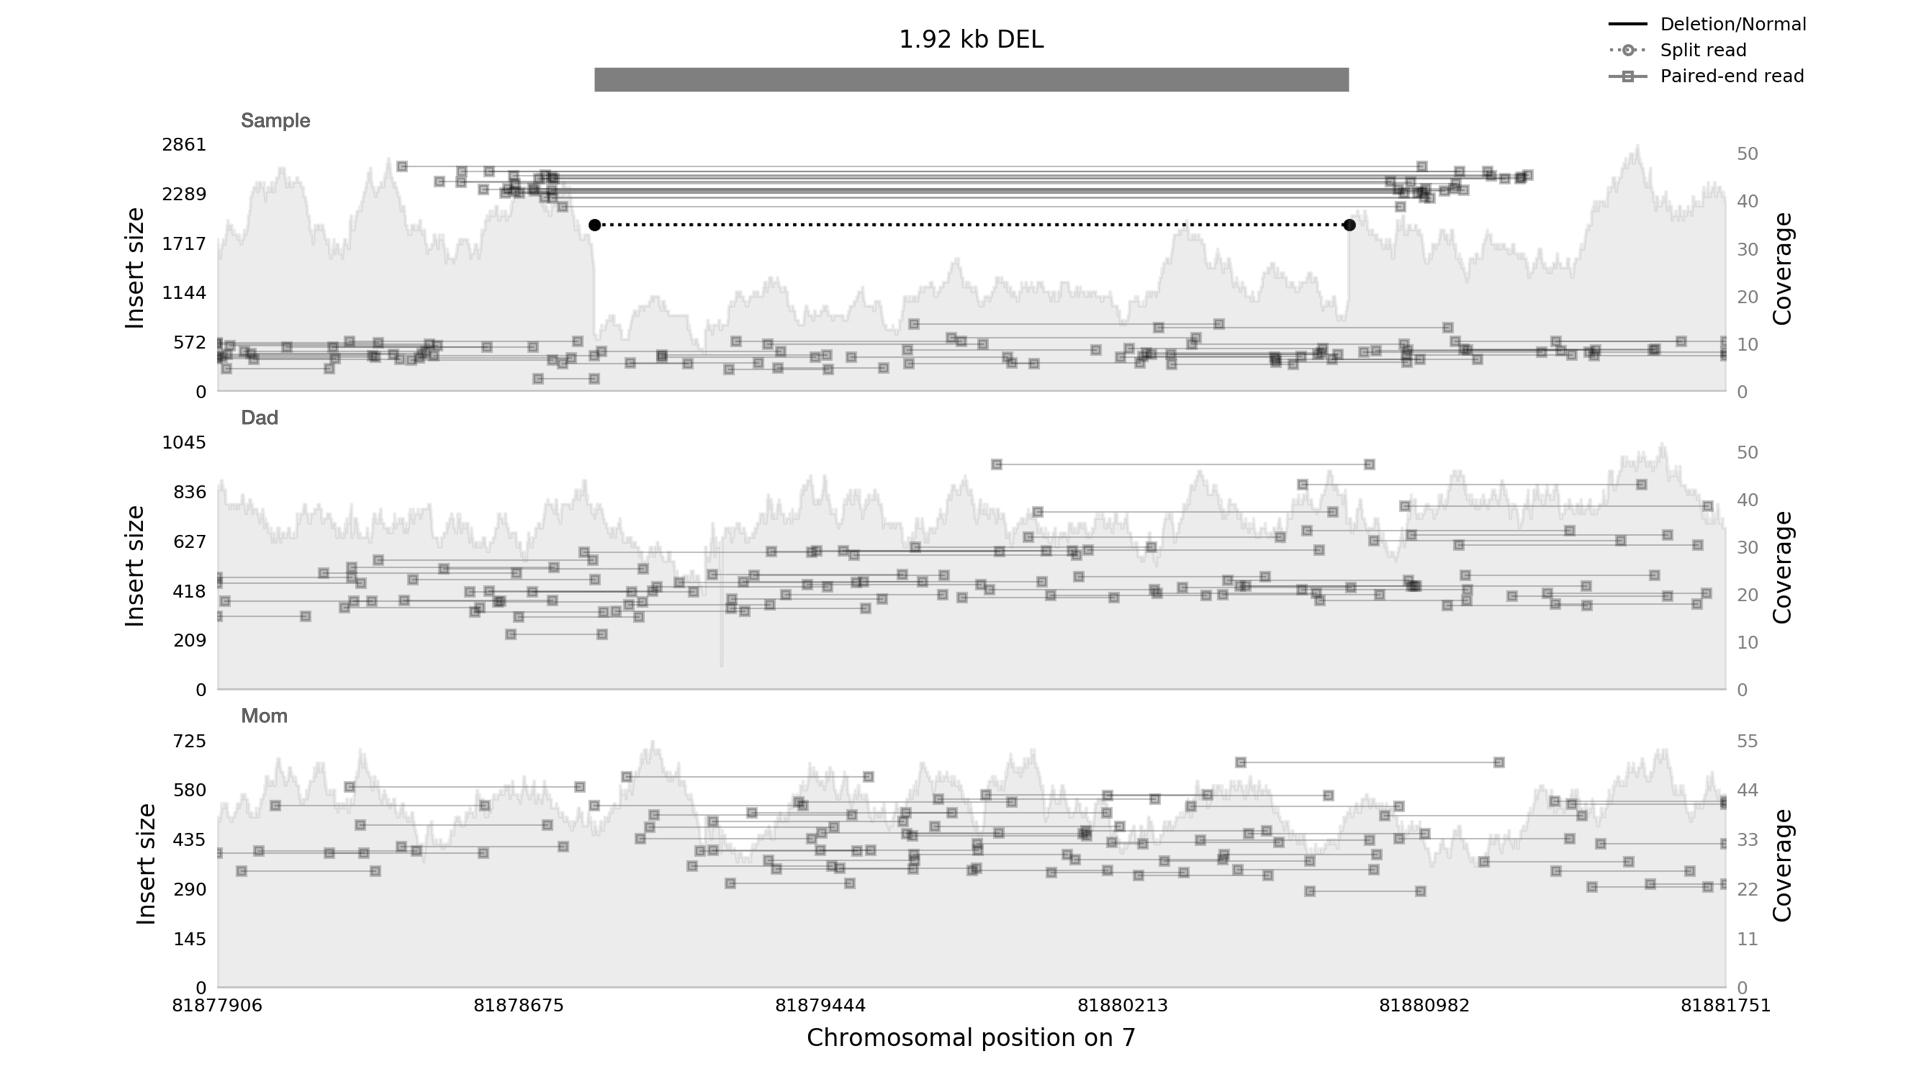 1.92 kb DEL
Deletion/Normal
Split read
Paired-end read
Sample
2861
2289
1717
1144
572
0
Insert size
50
40
30
20
10
0
Coverage
Dad
1045
836
627
418
209
0
Insert size
50
40
30
20
10
0
Coverage
Mom
725
580
435
290
145
0
Insert size
55
44
33
22
11
0
Coverage
81877906 81878675 81879444 81880213 81880982 81881751
Chromosomal position on 7